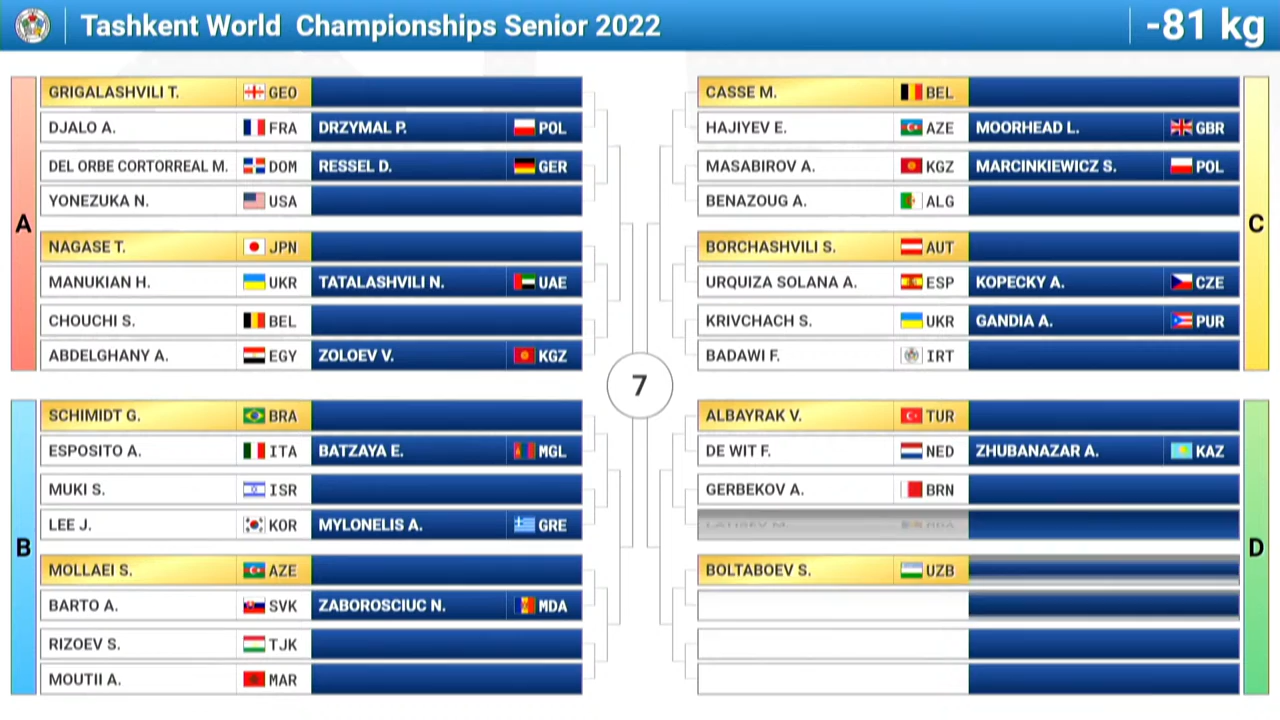 Tashkent World Championships Senior 2022 -81 kg
A
GRIGALASHVILI T. GEO
DJALO A. FRA DRZYMAL P. POL
DEL ORBE CORTORREAL M. DOM RESSEL D. GER
YONEZUKA N. USA
NAGASE T. JPN
MANUKIAN H. UKR TATALASHVILI N. UAE
CHOUCHI S. BEL
ABDELGHANY A. EGY ZOLOEV V. KGZ
B
SCHIMIDT G. BRA
ESPOSITO A. ITA BATZAYA E. MGL
MUKI S. ISR
LEE J. KOR MYLONELIS A. GRE
MOLLAEI S. AZE
BARTO A. SVK ZABOROSCIUC N. MDA
RIZOEV S. TJK
MOUTII A. MAR
7
CASSE M. BEL
HAJIYEV E. AZE MOORHEAD L. GBR
MASABIROV A. KGZ MARCINKIEWICZ S. POL
BENAZOUG A. ALG
BORCHASHVILI S. AUT
URQUIZA SOLANA A. ESP KOPECKY A. CZE
KRIVCHACH S. UKR GANDIA A. PUR
BADAWI F. IRT
C
ALBAYRAK V. TUR
DE WIT F. NED ZHUBANAZAR A. KAZ
GERBEKOV A. BRN
BOLTABOEV S. UZB
D